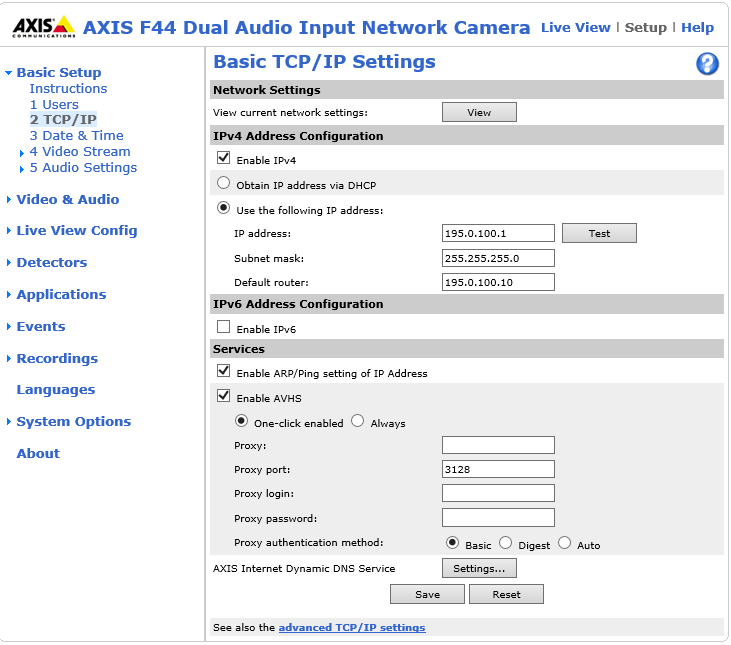 AXIS
COMMUNICATIONS
AXIS F44 Dual Audio Input Network Camera
Live View | Setup | Help
Basic Setup
Instructions
1 Users
2 TCP/IP
3 Date & Time
4 Video Stream
5 Audio Settings
Video & Audio
Live View Config
Detectors
Applications
Events
Recordings
Languages
System Options
About
Basic TCP/IP Settings
?
Network Settings
View current network settings: View
IPv4 Address Configuration
Enable IPv4
Obtain IP address via DHCP
Use the following IP address:
IP address: 195.0.100.1 Test
Subnet mask: 255.255.255.0
Default router: 195.0.100.10
IPv6 Address Configuration
Enable IPv6
Services
Enable ARP/Ping setting of IP Address
Enable AVHS
One-click enabled Always
Proxy:
Proxy port: 3128
Proxy login:
Proxy password:
Proxy authentication method: Basic Digest Auto
AXIS Internet Dynamic DNS Service Settings...
Save Reset
See also the advanced TCP/IP settings